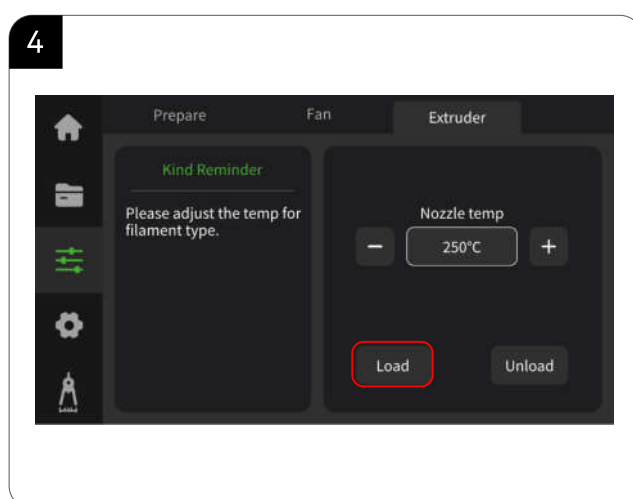 4
Prepare Fan Extruder
Kind Reminder
Please adjust the temp for
filament type.
Nozzle temp
− 250°C +
Load Unload